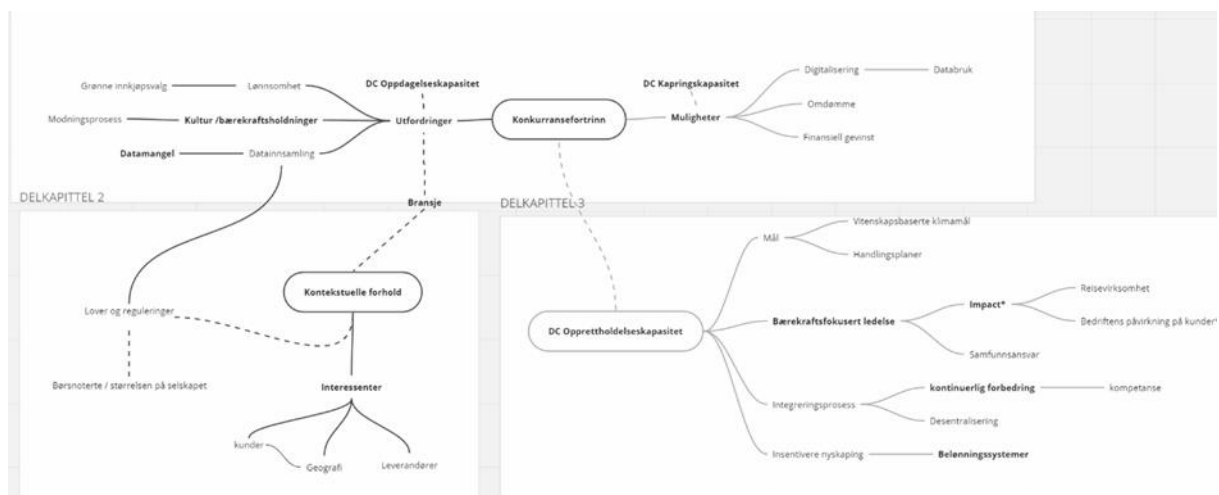 DC Oppdagelseskapasitet
DC Kapringskapasitet
Grønne innkjøpsvalg
Lønnsomhet
Modningsprosess
Kultur /bærekraftsholdninger
Datamangel
Datainnsamling
Utfordringer
Konkurransefortrinn
Muligheter
Digitalisering
Databruk
Omdømme
Finansiell gevinst
DELKAPITTEL 2
Bransje
Kontekstuelle forhold
Lover og reguleringer
Børsnoterte / størrelsen på selskapet
Interessenter
kunder
Geografi
Leverandører
DELKAPITTEL 3
DC Opprettholdelseskapasitet
Mål
Vitenskapsbaserte klimamål
Handlingsplaner
Bærekraftsfokusert ledelse
Impact*
Reisevirksomhet
Bedriftens påvirkning på kunder*
Samfunnsansvar
Integreringsprosess
kontinuerlig forbedring
kompetanse
Desentralisering
Insentivere nyskaping
Belønningssystemer